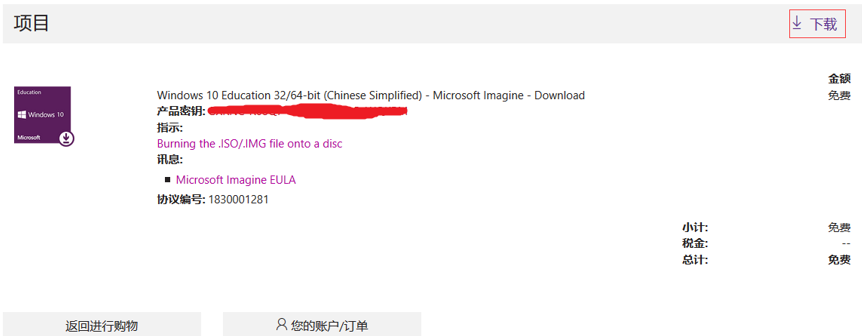 项目
下载
金额
Education
Windows 10
Microsoft
Windows 10 Education 32/64-bit (Chinese Simplified) - Microsoft Imagine - Download
免费
产品密钥:
指示:
Burning the .ISO/.IMG file onto a disc
讯息:
Microsoft Imagine EULA
协议编号: 1830001281
小计: 免费
税金: --
总计: 免费
返回进行购物
您的账户/订单